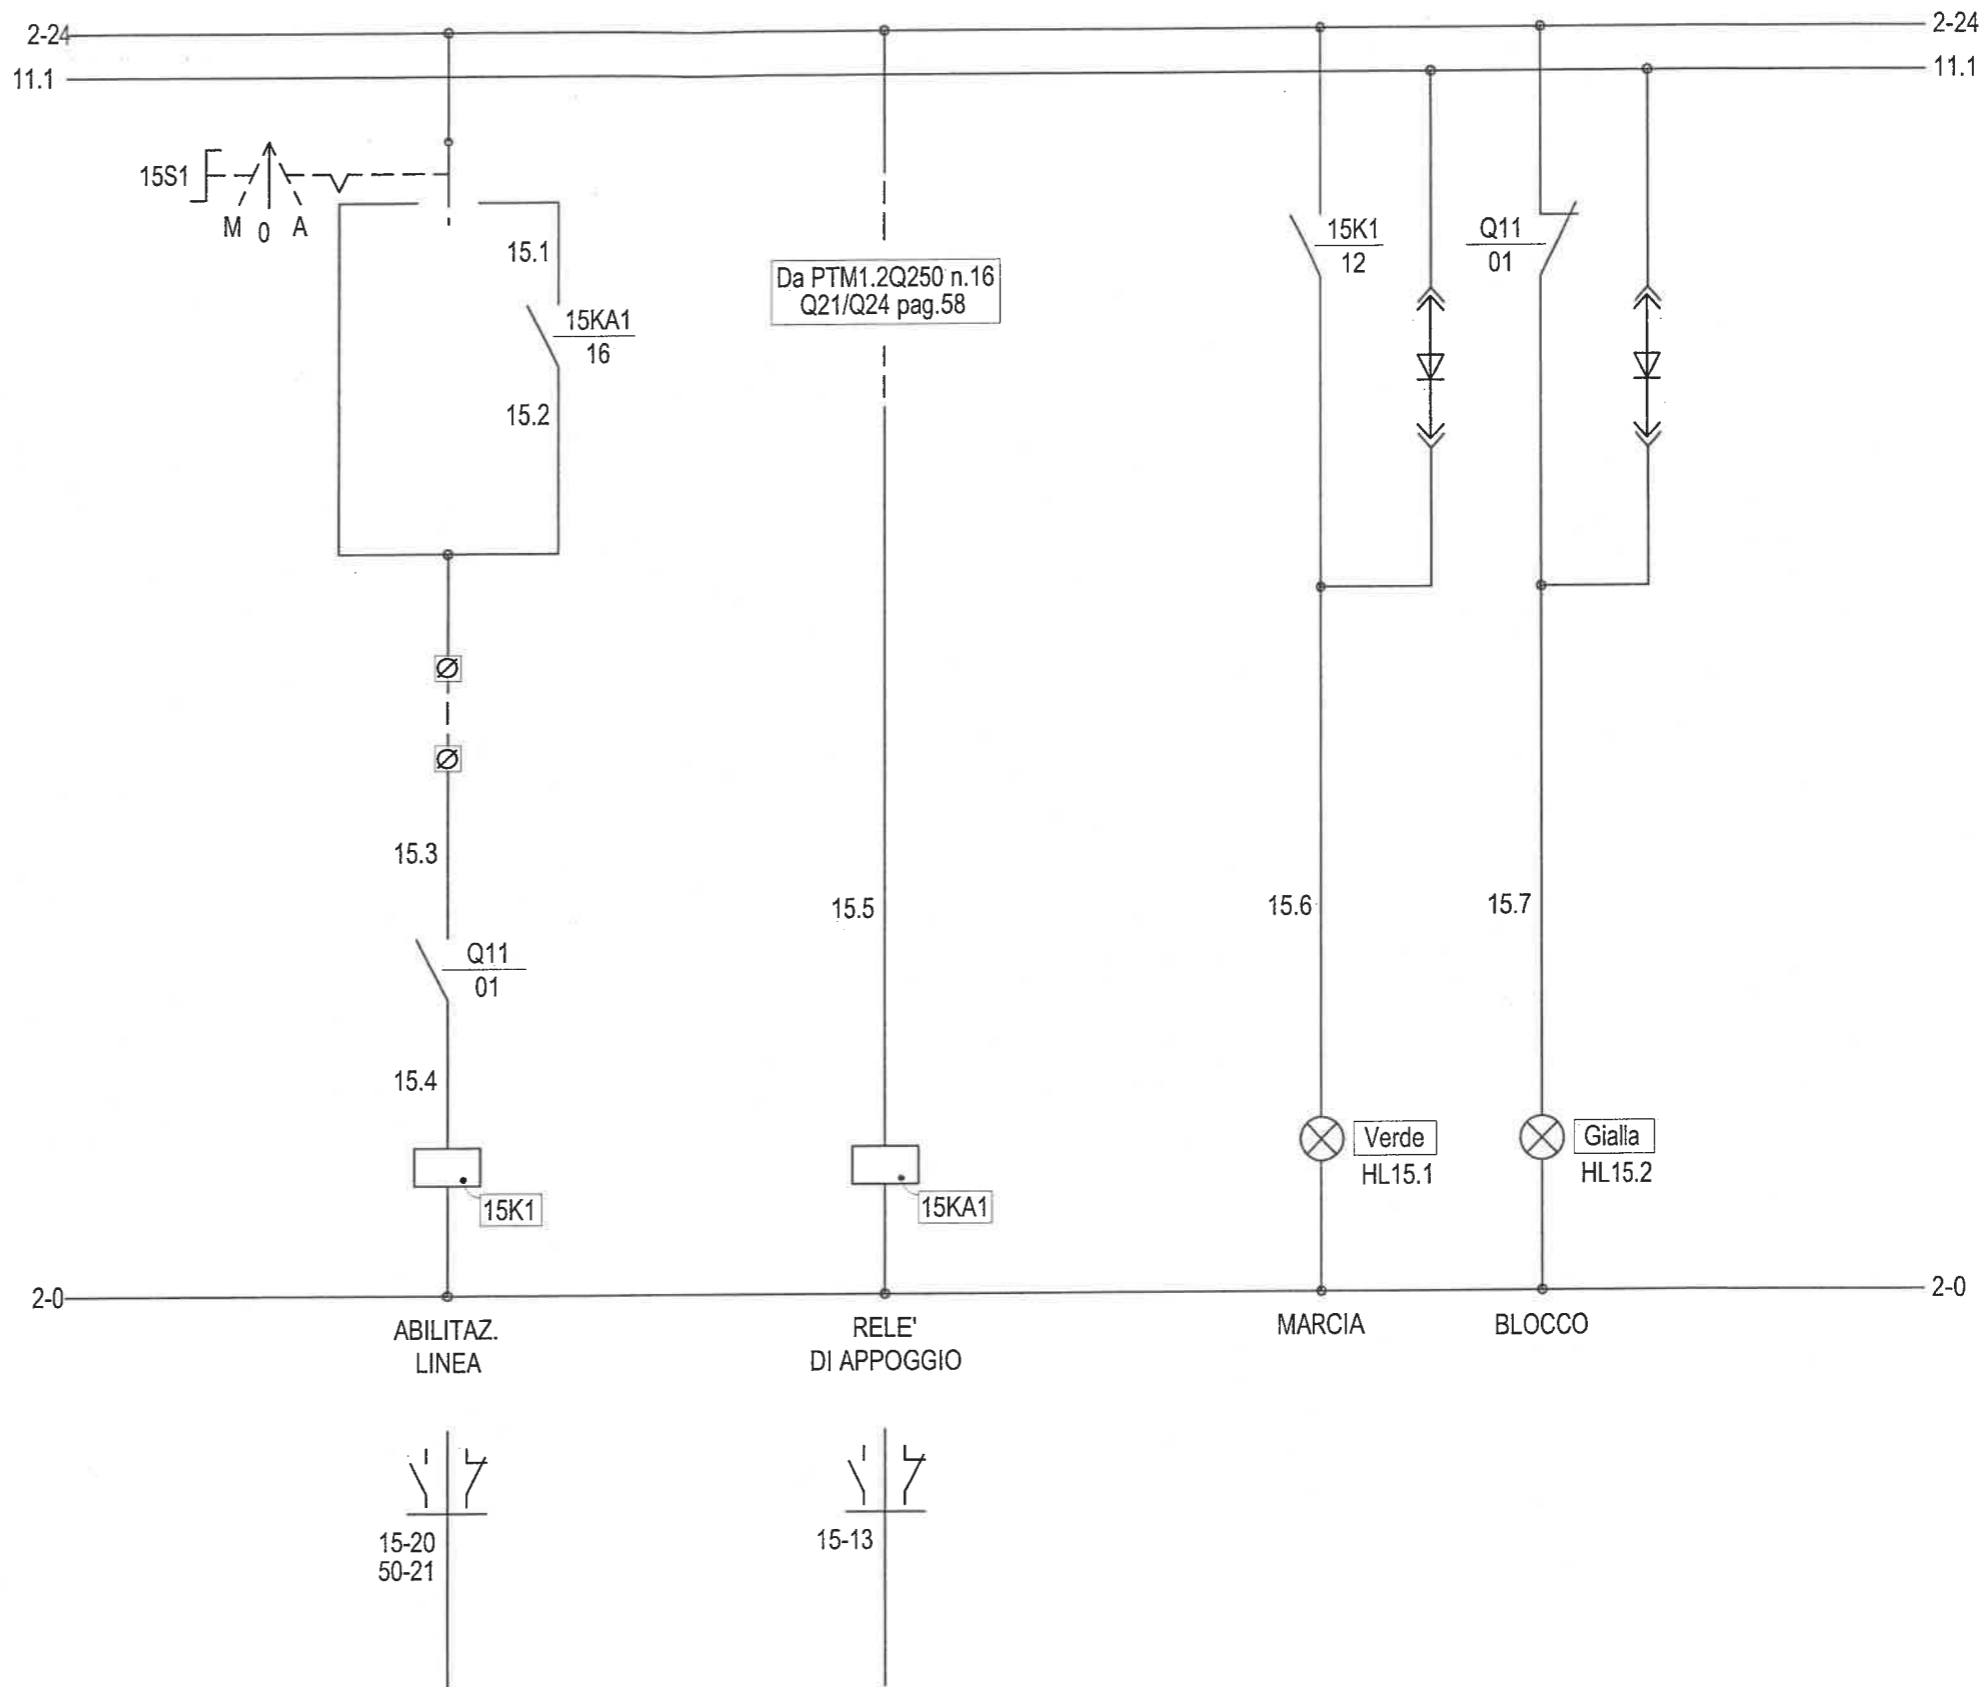 2-24
2-24
11.1
11.1
15S1
M 0 A
15.1
15KA1
16
15.2
Da PTM1.2Q250 n.16
Q21/Q24 pag.58
15K1
12
Q11
01
15.3
Q11
01
15.4
15K1
15.5
15KA1
15.6
15.7
Verde
HL15.1
Gialla
HL15.2
2-0
2-0
ABILITAZ.
LINEA
RELE'
DI APPOGGIO
MARCIA
BLOCCO
15-20
50-21
15-13